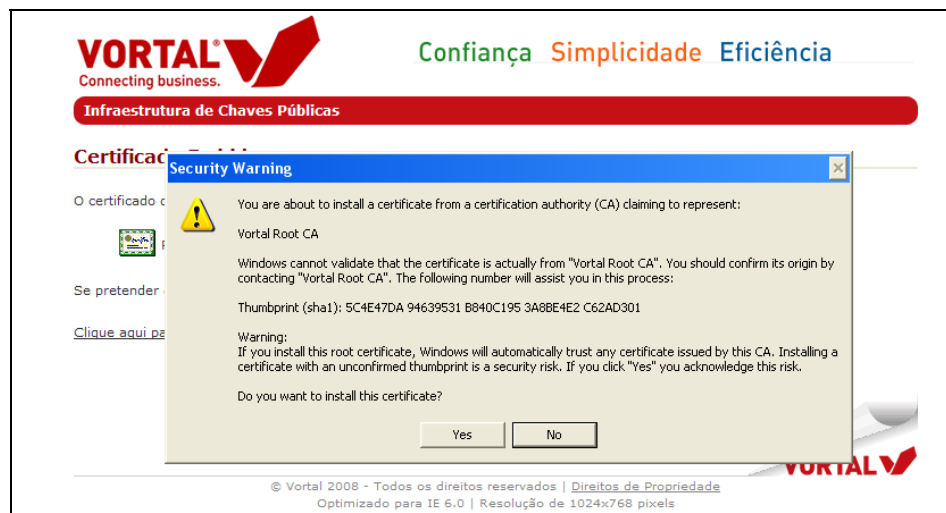 VORTAL®
Connecting business.
Confiança Simplicidade Eficiência
Infraestrutura de Chaves Públicas
O certificado
Se pretender
Clique aqui
Security Warning
You are about to install a certificate from a certification authority (CA) claiming to represent:
Vortal Root CA
Windows cannot validate that the certificate is actually from "Vortal Root CA". You should confirm its origin by
contacting "Vortal Root CA". The following number will assist you in this process:
Thumbprint (sha1): 5C4E47DA 94639531 B840C195 3A8BE4E2 C62AD301
Warning:
If you install this root certificate, Windows will automatically trust any certificate issued by this CA. Installing a
certificate with an unconfirmed thumbprint is a security risk. If you click "Yes" you acknowledge this risk.
Do you want to install this certificate?
Yes No
VORTAL
© Vortal 2008 - Todos os direitos reservados | Direitos de Propriedade
Optimizado para IE 6.0 | Resolução de 1024x768 pixels